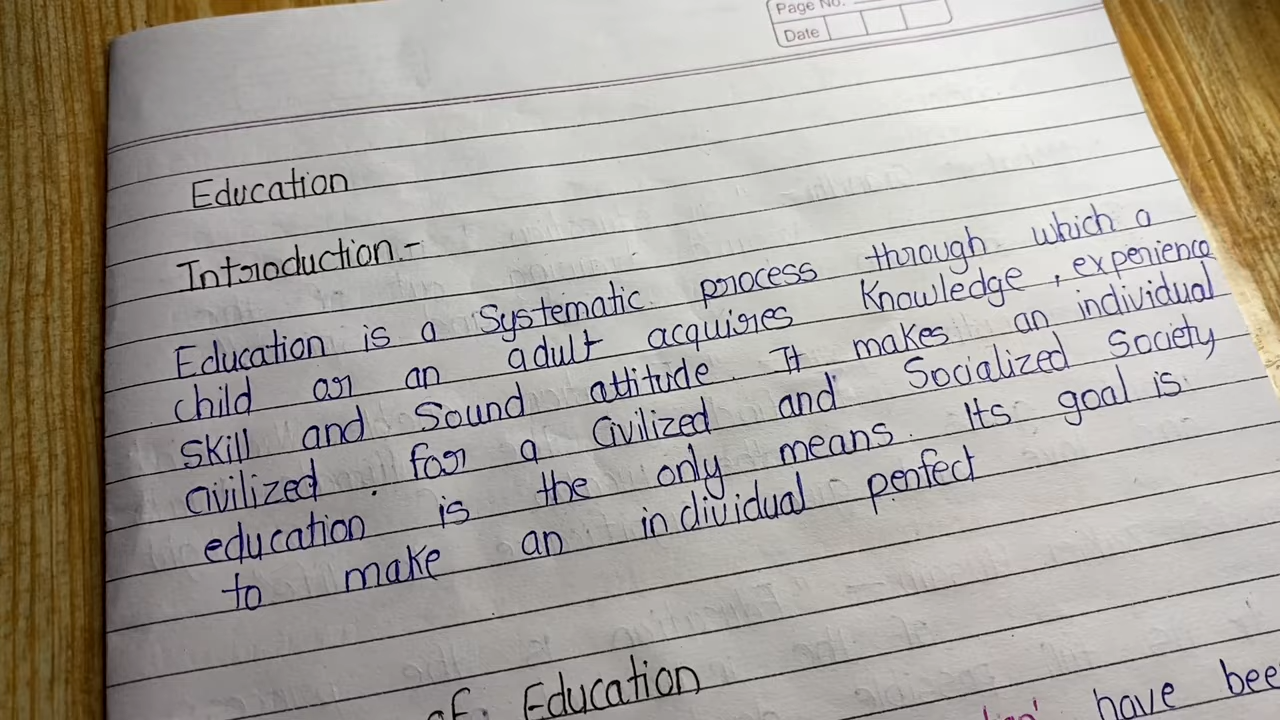 Page No.
Date
Education
Introduction:-
Education is a Systematic process through which a
child or an adult acquires Knowledge, experience
skill and Sound attitude. It makes an individual
civilized. for a Civilized and Socialized Society
education is the only means. Its goal is
to make an individual perfect
of Education
have